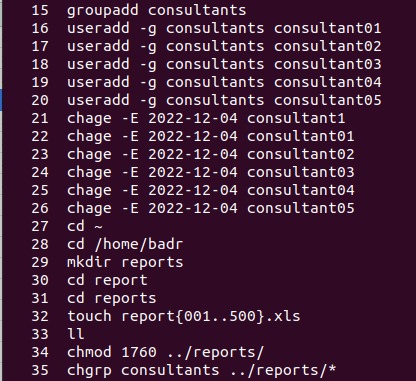 15 groupadd consultants
16 useradd -g consultants consultant01
17 useradd -g consultants consultant02
18 useradd -g consultants consultant03
19 useradd -g consultants consultant04
20 useradd -g consultants consultant05
21 chage -E 2022-12-04 consultant1
22 chage -E 2022-12-04 consultant01
23 chage -E 2022-12-04 consultant02
24 chage -E 2022-12-04 consultant03
25 chage -E 2022-12-04 consultant04
26 chage -E 2022-12-04 consultant05
27 cd ~
28 cd /home/badr
29 mkdir reports
30 cd report
31 cd reports
32 touch report{001..500}.xls
33 ll
34 chmod 1760 ../reports/
35 chgrp consultants ../reports/*